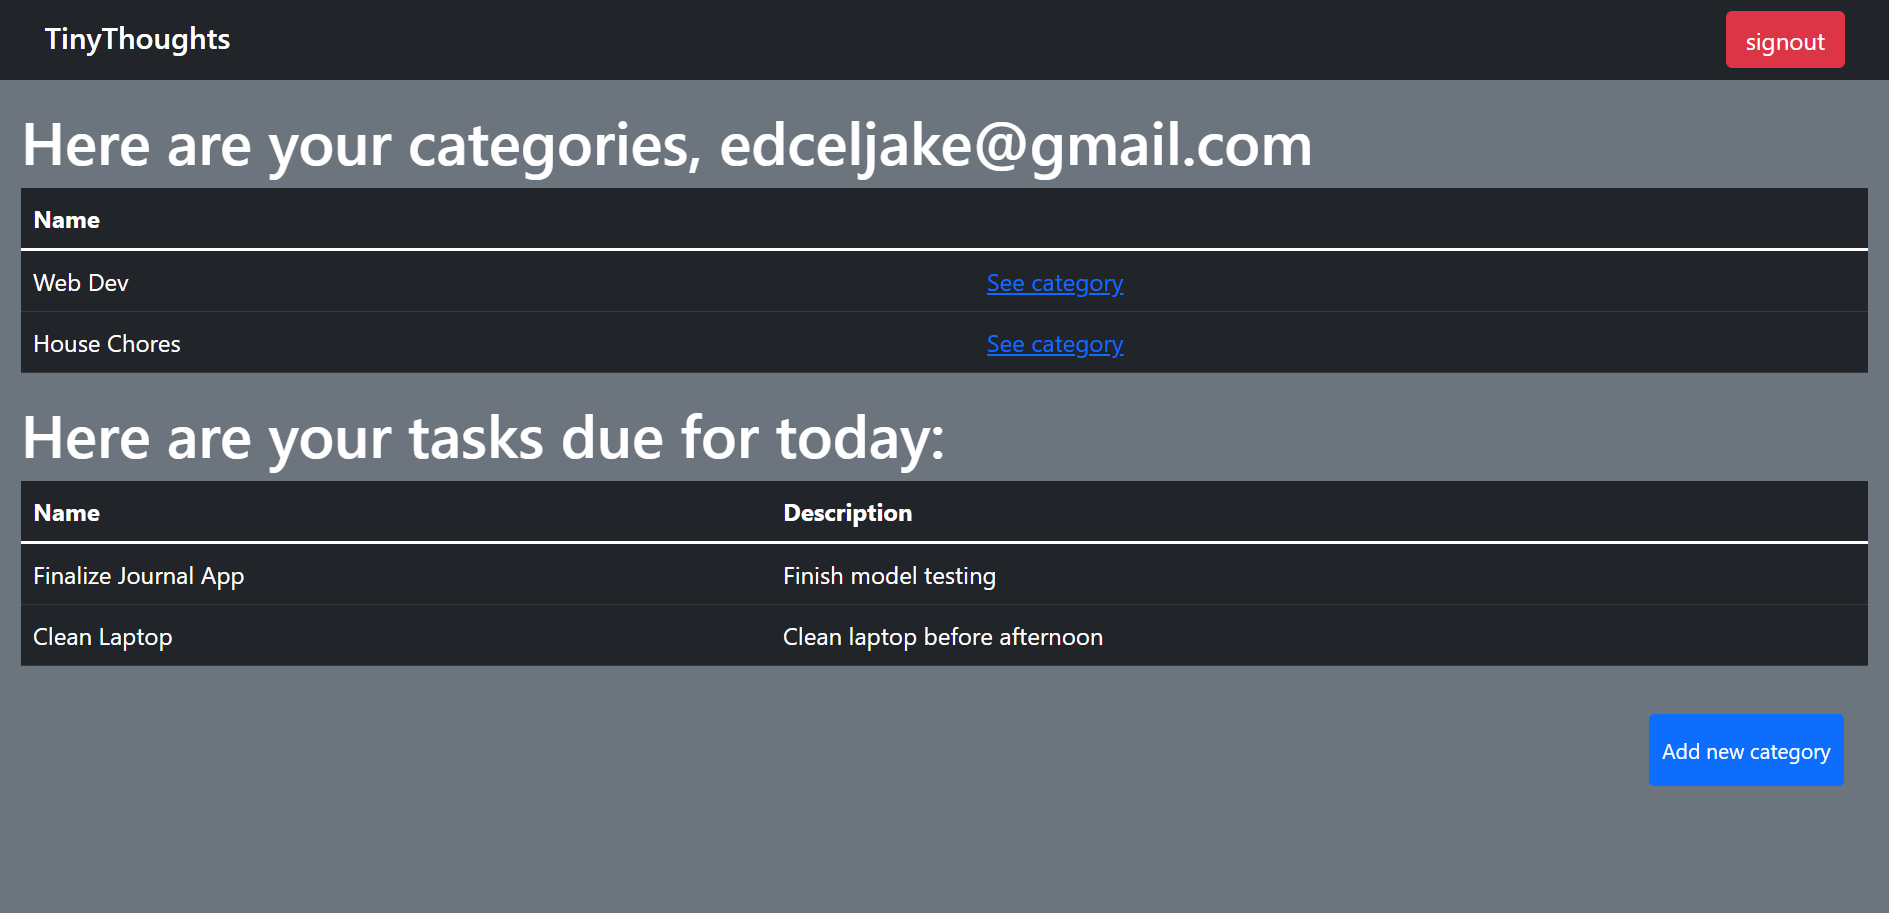 TinyThoughts
signout
Here are your categories, edceljake@gmail.com
Name
Web Dev See category
House Chores See category
Here are your tasks due for today:
Name Description
Finalize Journal App Finish model testing
Clean Laptop Clean laptop before afternoon
Add new category